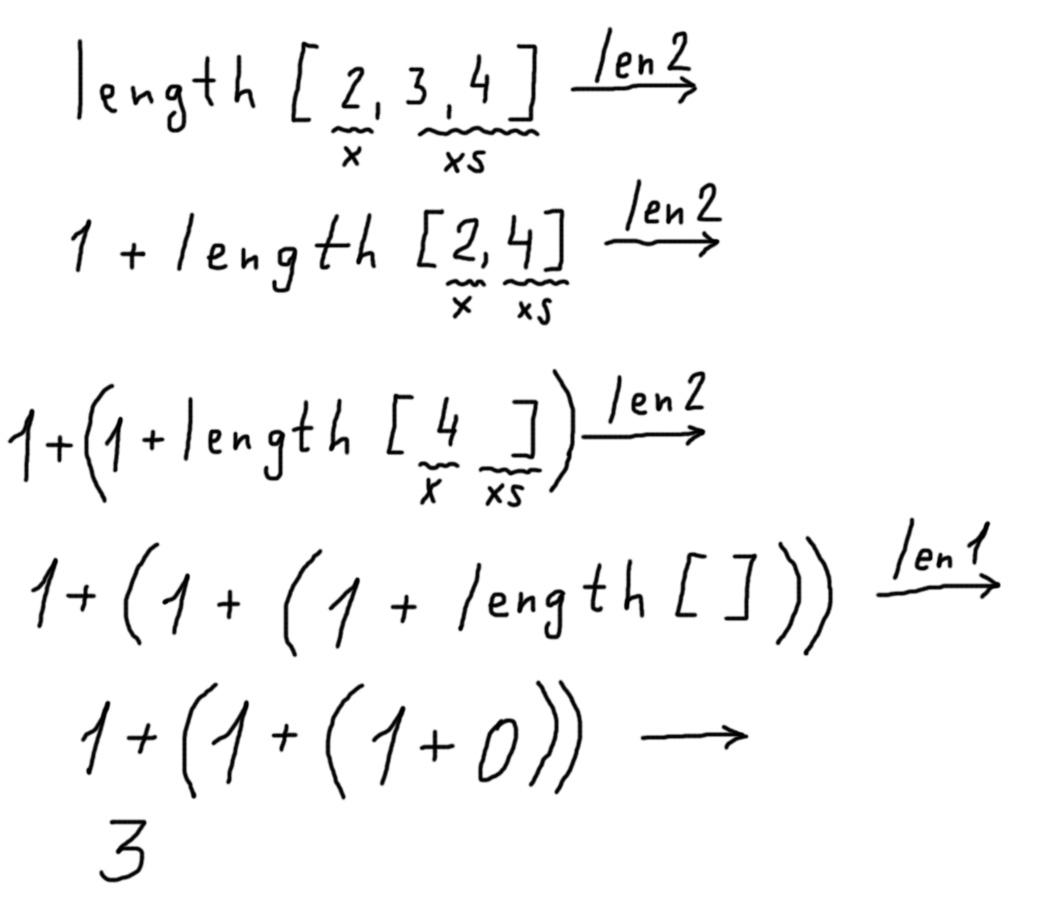 length [2, 3, 4] len2
x xs
1 + length [2, 4] len2
x xs
1+(1 + length [4 ]) len2
x xs
1+(1 + (1 + length [ ])) len1
1+(1 + (1 + 0)) →
3